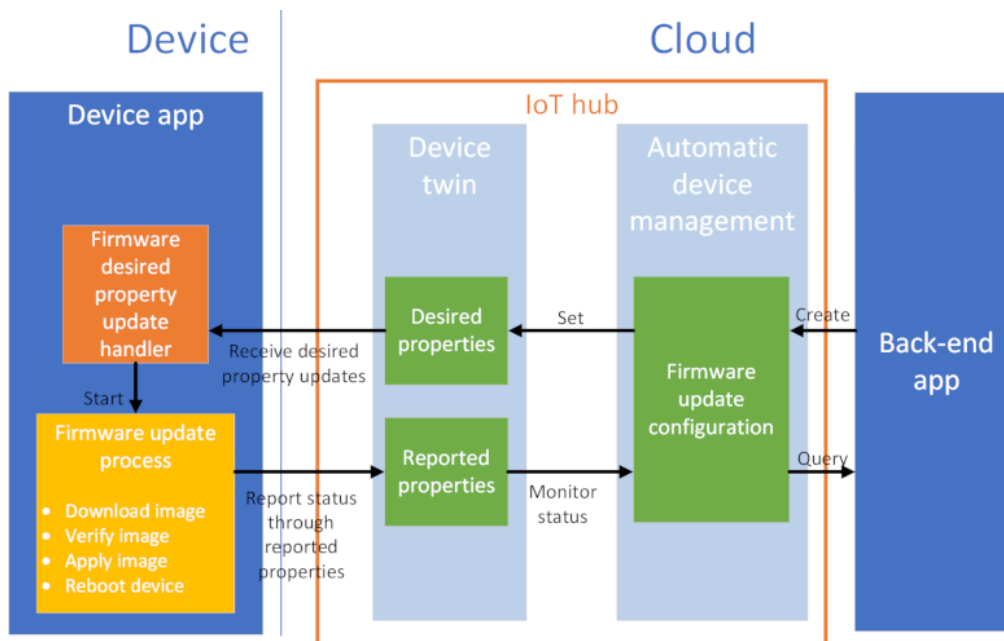 Device
Cloud
Device app
IoT hub
Device
twin
Automatic
device
management
Firmware
desired
property
update
handler
Receive desired
property updates
Desired
properties
Set
Create
Back-end
app
Start
Firmware update
configuration
Firmware update
process
• Download image
• Verify image
• Apply image
• Reboot device
Report status
through
reported
properties
Reported
properties
Monitor
status
Query